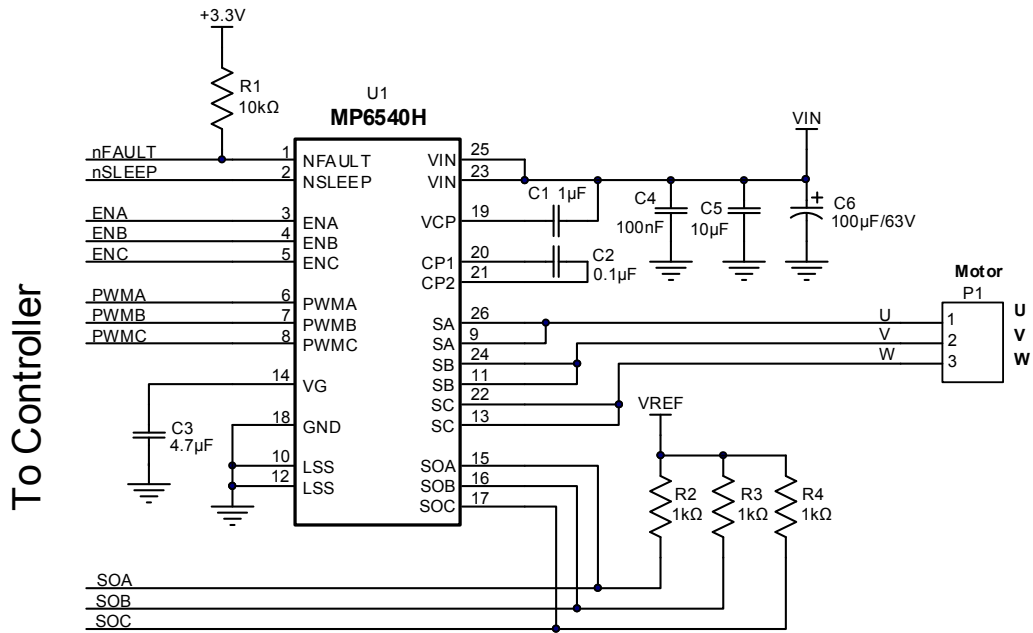 +3.3V
R1
10kΩ
U1
MP6540H
nFAULT
nSLEEP
ENA
ENB
ENC
PWMA
PWMB
PWMC
1
2
3
4
5
6
7
8
14
18
10
12
NFAULT
NSLEEP
ENA
ENB
ENC
PWMA
PWMB
PWMC
VG
GND
LSS
LSS
VIN
VIN
VCP
CP1
CP2
SA
SA
SB
SB
SC
SC
SOA
SOB
SOC
25
23
19
20
21
26
9
24
11
22
13
15
16
17
C1 1µF
C2
0.1µF
C3
4.7µF
C4
100nF
C5
10µF
VIN
+
C6
100µF/63V
Motor
P1
U
V
W
1
2
3
U
V
W
VREF
R2
1kΩ
R3
1kΩ
R4
1kΩ
SOA
SOB
SOC
To Controller